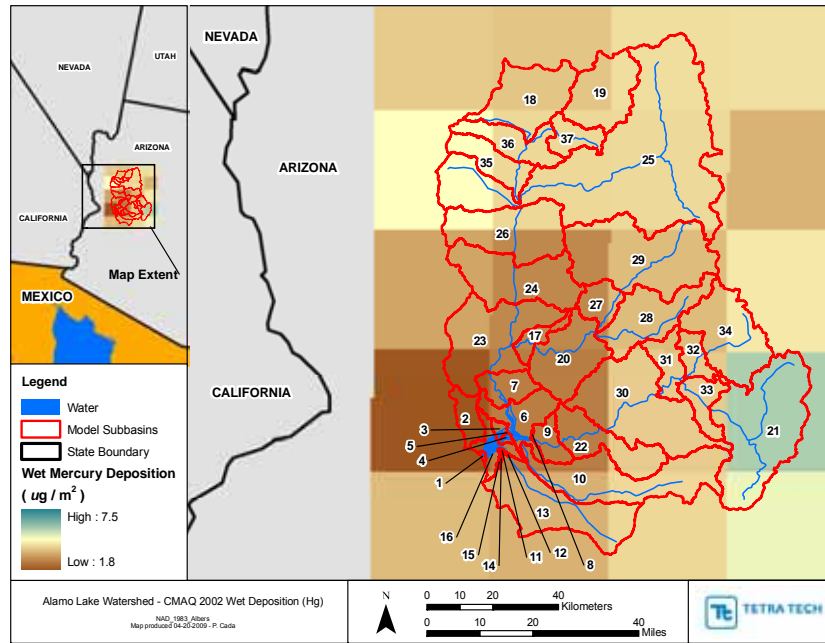 NEVADA
UTAH
ARIZONA
CALIFORNIA
Map Extent
MEXICO
Legend
Water
Model Subbasins
State Boundary
Wet Mercury Deposition
( ug / m²)
High : 7.5
Low : 1.8
NEVADA
ARIZONA
CALIFORNIA
18
19
36
37
35
25
26
29
24
27
28
34
23
17
20
32
31
7
30
33
2
6
3
9
21
5
22
4
10
1
13
16
12
15
11
8
14
Alamo Lake Watershed - CMAQ 2002 Wet Deposition (Hg)
NAD_1983_Albers
Map produced 04-20-2009 - P. Cada
N
0 10 20 40
Kilometers
0 10 20 40
Miles
Tt
TETRA TECH